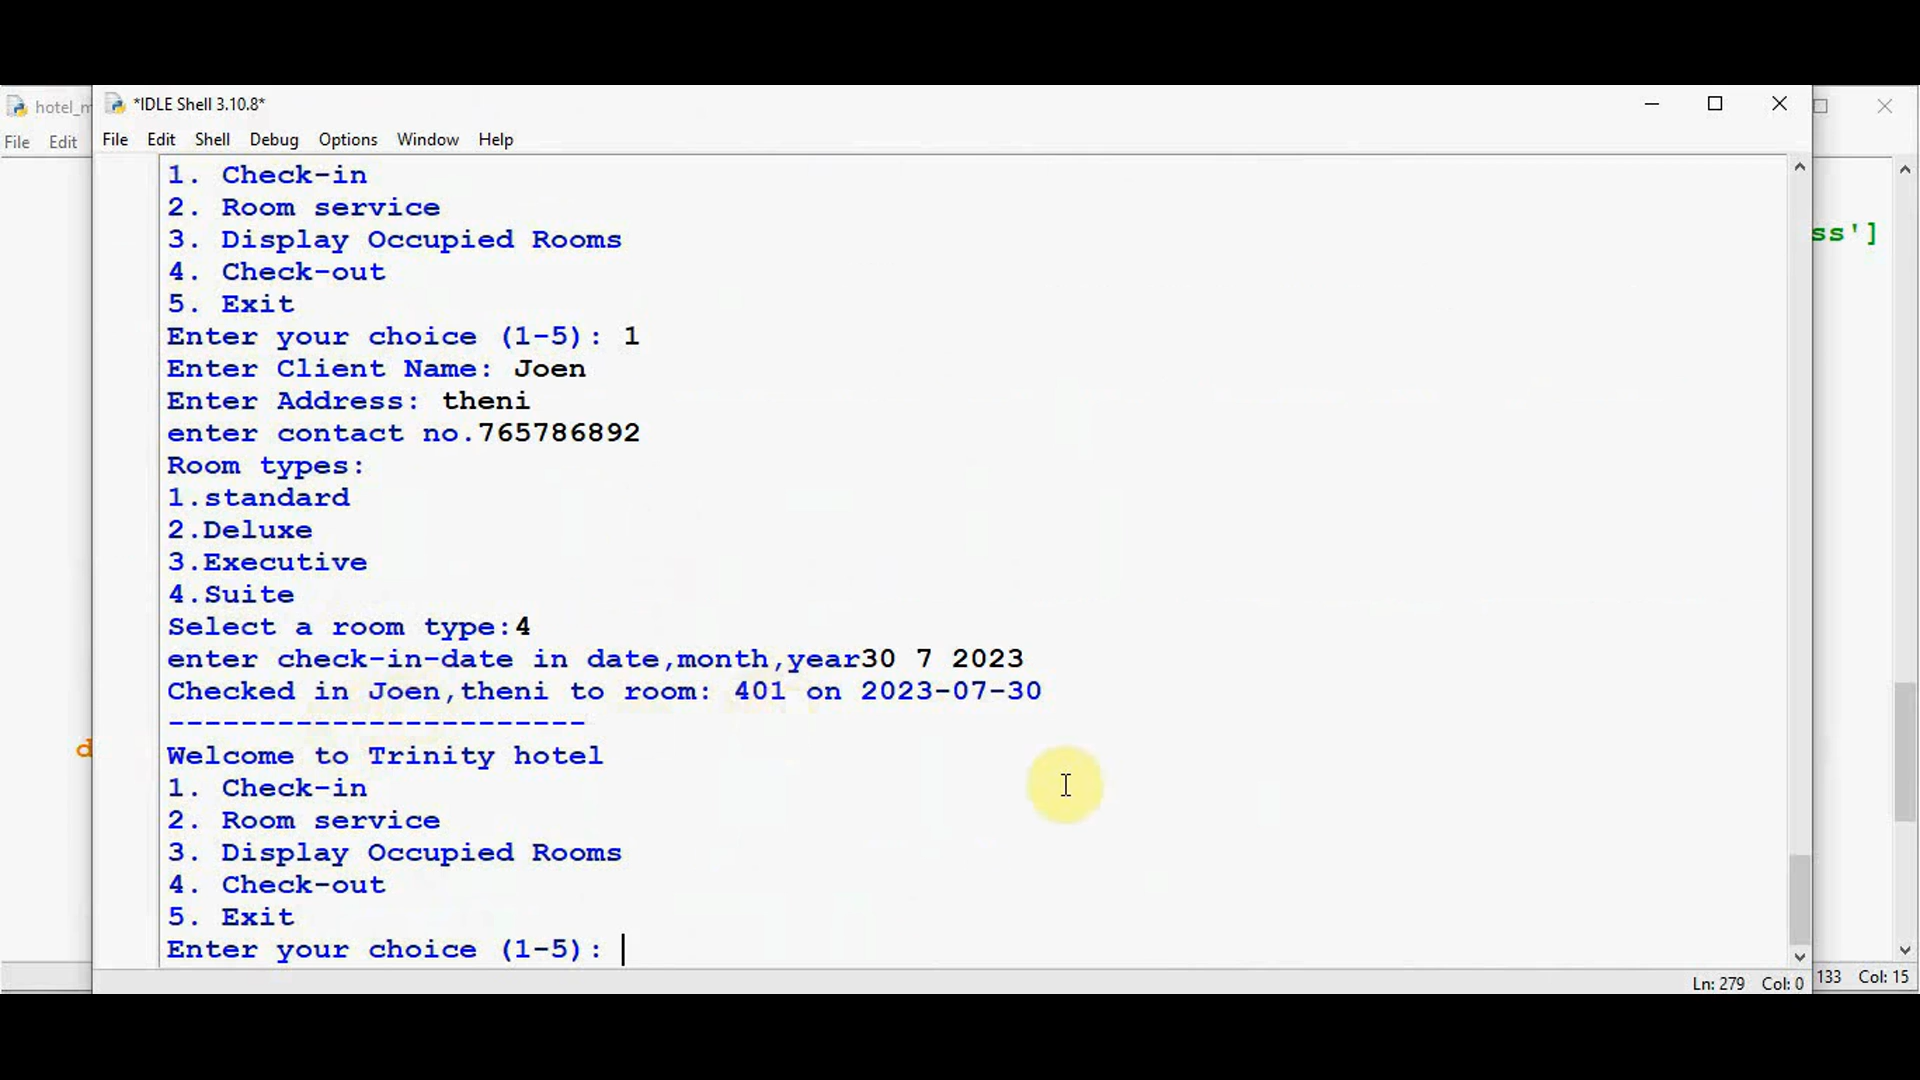 hotel_m
*IDLE Shell 3.10.8*
File Edit
File Edit Shell Debug Options Window Help
1. Check-in
2. Room service
3. Display Occupied Rooms
ss']
4. Check-out
5. Exit
Enter your choice (1-5): 1
Enter Client Name: Joen
Enter Address: theni
enter contact no.765786892
Room types:
1.standard
2.Deluxe
3.Executive
4.Suite
Select a room type:4
enter check-in-date in date,month,year30 7 2023
Checked in Joen,theni to room: 401 on 2023-07-30
-----------------------
Welcome to Trinity hotel
d
1. Check-in
2. Room service
3. Display Occupied Rooms
4. Check-out
5. Exit
Enter your choice (1-5):
Ln: 279 Col: 0
133 Col: 15